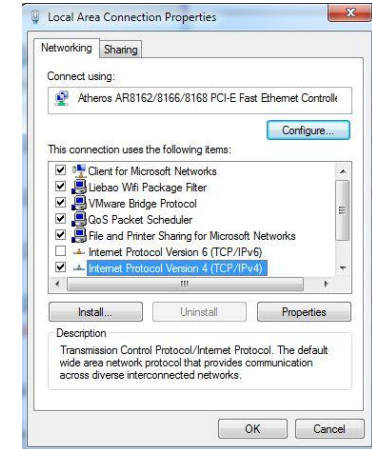 Local Area Connection Properties
Networking Sharing
Connect using:
Atheros AR8162/8166/8168 PCI-E Fast Ethernet Controlle
Configure...
This connection uses the following items:
Client for Microsoft Networks
Liebao Wifi Package Filter
VMware Bridge Protocol
QoS Packet Scheduler
File and Printer Sharing for Microsoft Networks
Internet Protocol Version 6 (TCP/IPv6)
Internet Protocol Version 4 (TCP/IPv4)
Install... Uninstall Properties
Description
Transmission Control Protocol/Internet Protocol. The default
wide area network protocol that provides communication
across diverse interconnected networks.
OK Cancel